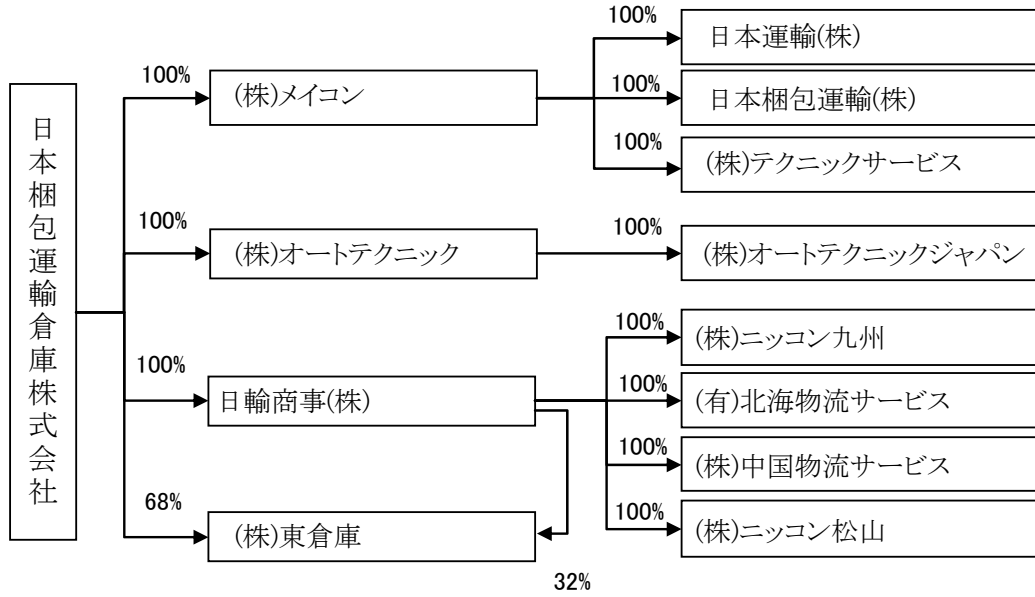 日本梱包運輸倉庫株式会社
100%
(株)メイコン
100%
日本運輸(株)
100%
日本梱包運輸(株)
100%
(株)テクニックサービス
100%
(株)オートテクニック
100%
(株)オートテクニックジャパン
100%
日輸商事(株)
100%
(株)ニッコン九州
100%
(有)北海物流サービス
100%
(株)中国物流サービス
100%
(株)ニッコン松山
68%
(株)東倉庫
32%